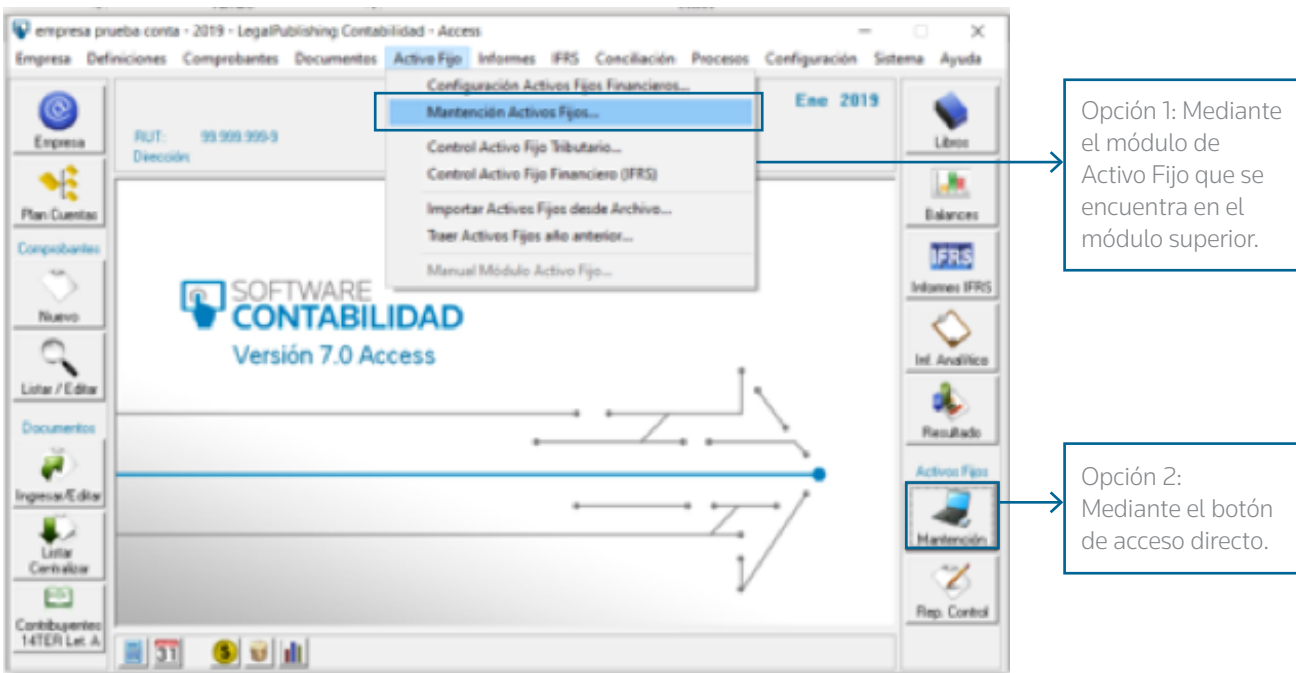 empresa prueba conta - 2019 - LegalPublishing Contabilidad - Access
Empresa Definiciones Comprobantes Documentos Activo Fijo Informes IFRS Conciliación Procesos Configuración Sistema Ayuda
Configuración Activos Fijos Financieros...
Mantención Activos Fijos...
Control Activo Fijo Tributario...
Control Activo Fijo Financiero (IFRS)
Importar Activos Fijos desde Archivo...
Traer Activos Fijos año anterior...
Manual Módulo Activo Fijo...
Ene 2019
RUT: 99.999.999-9
Dirección:
Empresa
Plan Cuentas
Comprobantes
Nuevo
Listar / Editar
Documentos
Ingresar/Editar
Listar
Centralizar
Contribuyentes
14TER Let. A
SOFTWARE
CONTABILIDAD
Versión 7.0 Access
31
$
Libros
Balances
IFRS
Informes IFRS
Inf. Analítico
Resultado
Activos Fijos
Mantención
Rep. Control
Opción 1: Mediante
el módulo de
Activo Fijo que se
encuentra en el
módulo superior.
Opción 2:
Mediante el botón
de acceso directo.